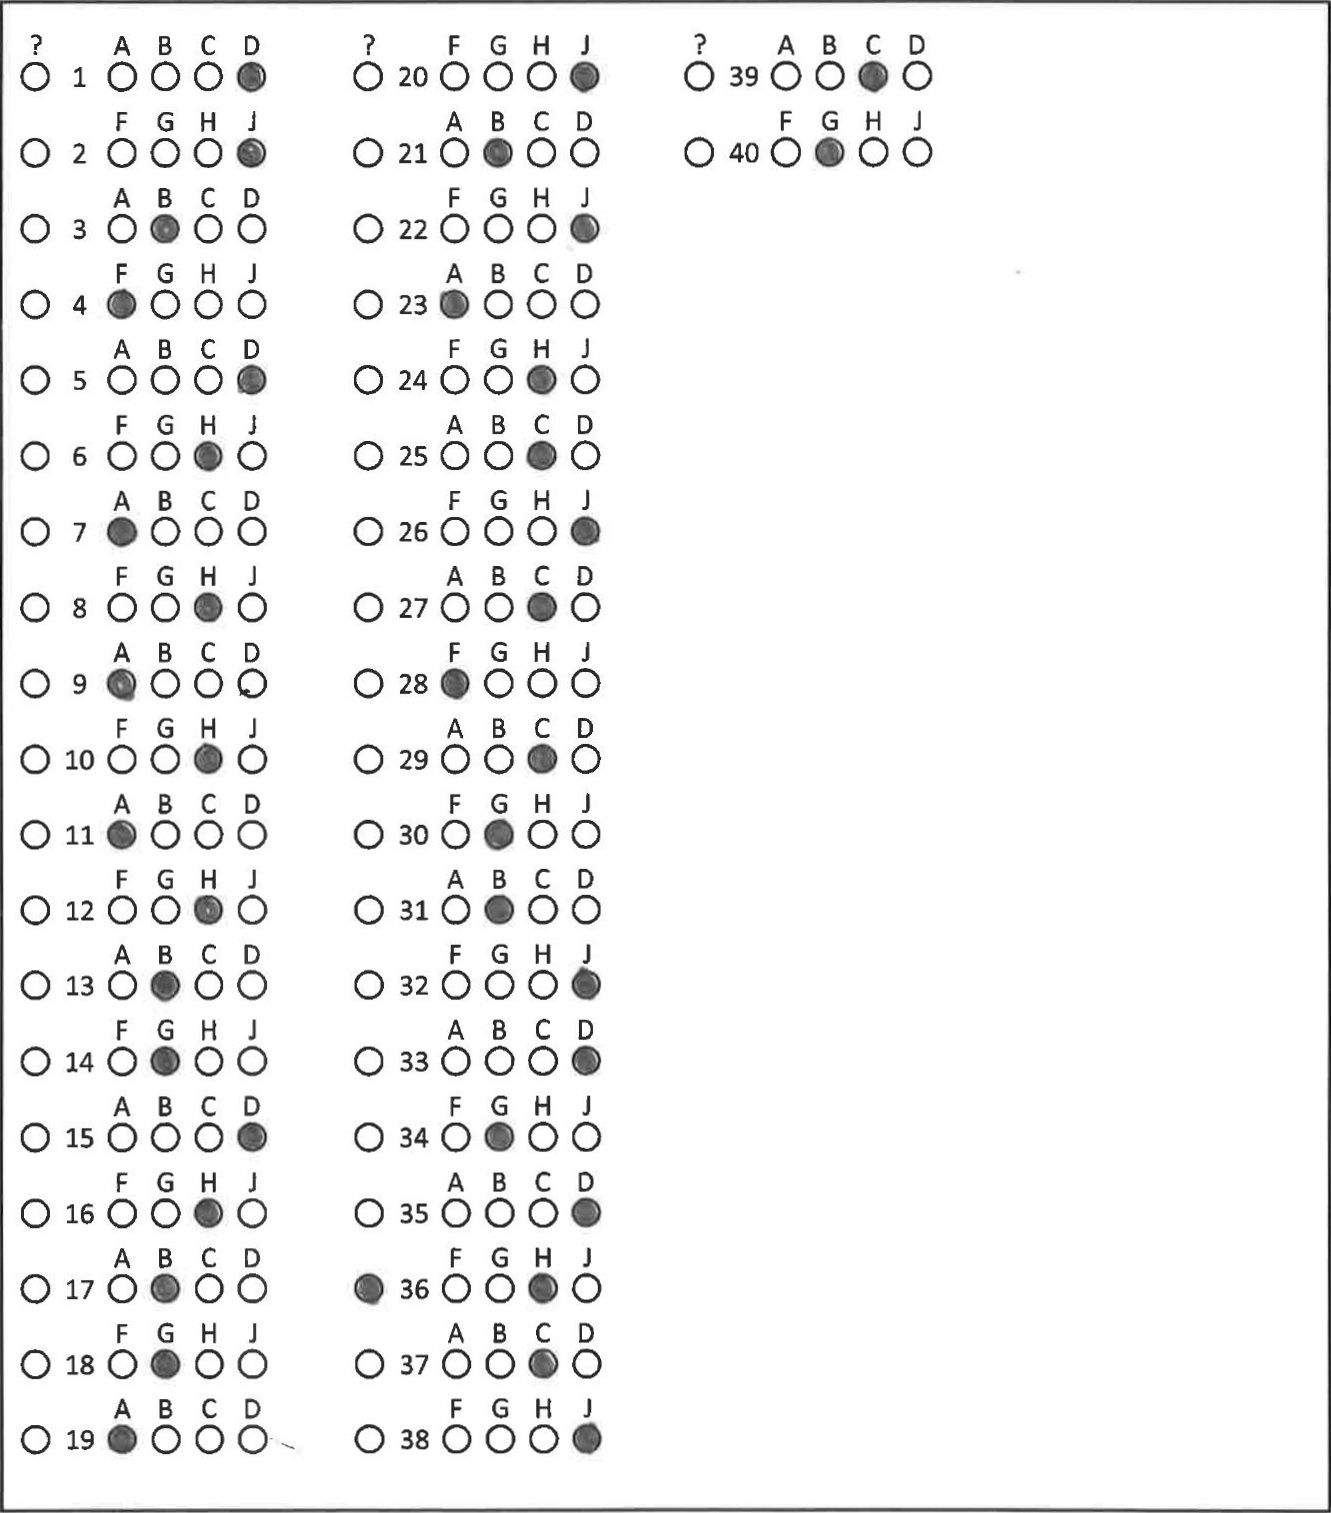 ? A B C D
1
F G H J
2
A B C D
3
F G H J
4
A B C D
5
F G H J
6
A B C D
7
F G H J
8
A B C D
9
F G H J
10
A B C D
11
F G H J
12
A B C D
13
F G H J
14
A B C D
15
F G H J
16
A B C D
17
F G H J
18
A B C D
19
? F G H J
20
A B C D
21
F G H J
22
A B C D
23
F G H J
24
A B C D
25
F G H J
26
A B C D
27
F G H J
28
A B C D
29
F G H J
30
A B C D
31
F G H J
32
A B C D
33
F G H J
34
A B C D
35
F G H J
36
A B C D
37
F G H J
38
? A B C D
39
F G H J
40